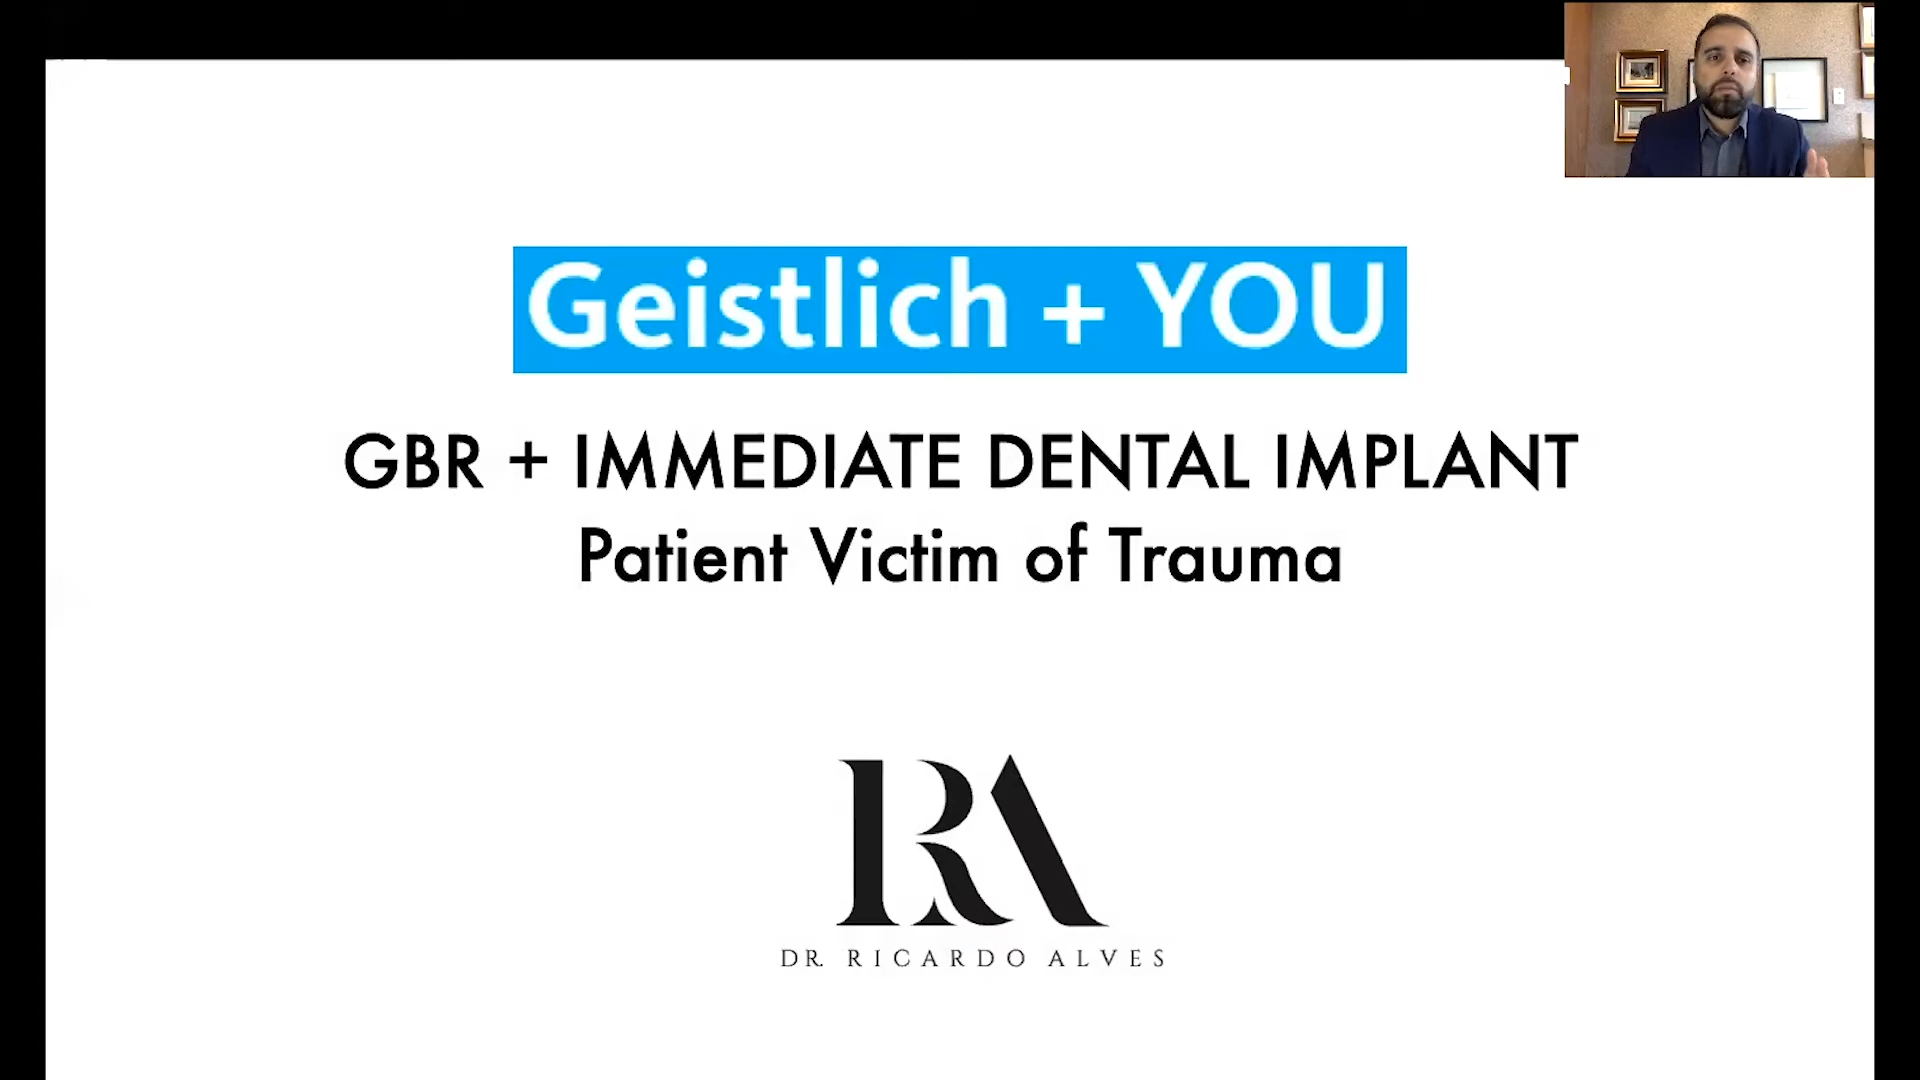 Geistlich + YOU
GBR + IMMEDIATE DENTAL IMPLANT
Patient Victim of Trauma
RA
DR. RICARDO ALVES